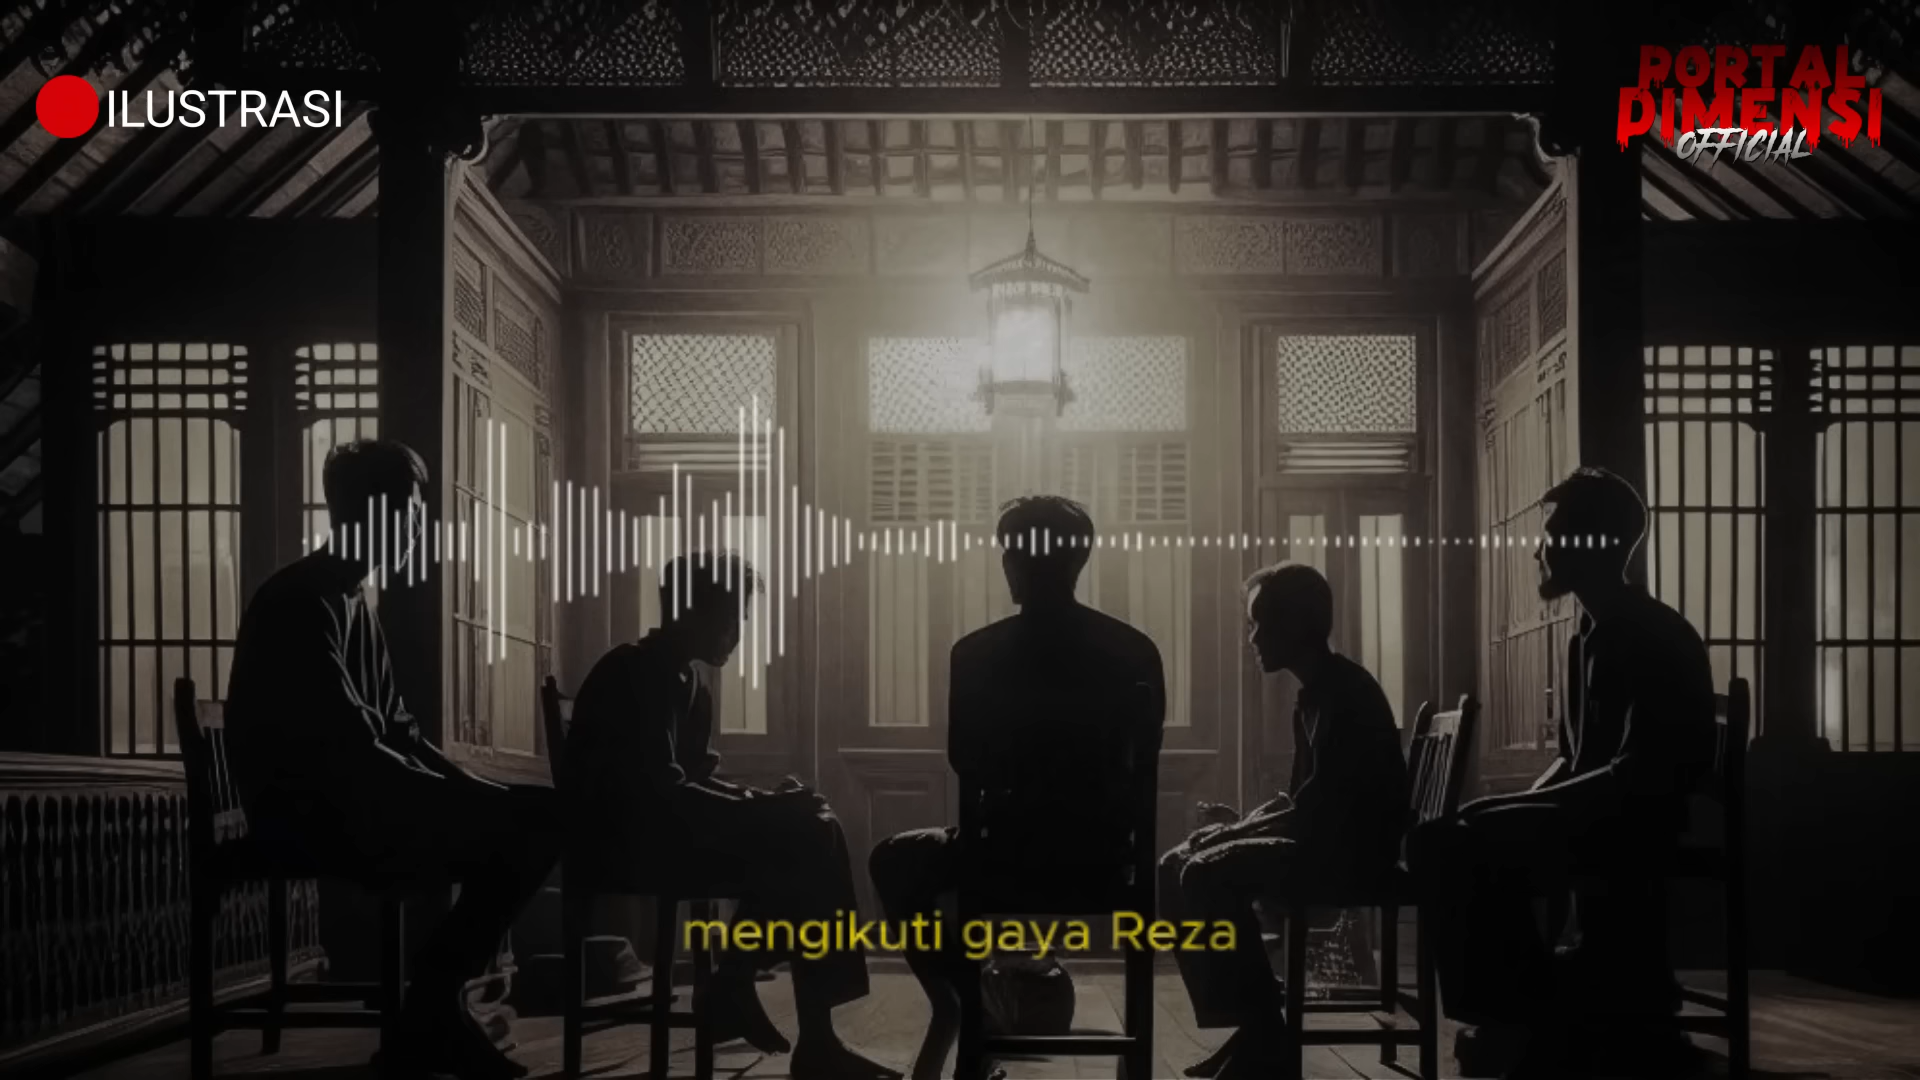 ILUSTRASI
PORTAL
DIMENSI
OFFICIAL
mengikuti gaya Reza